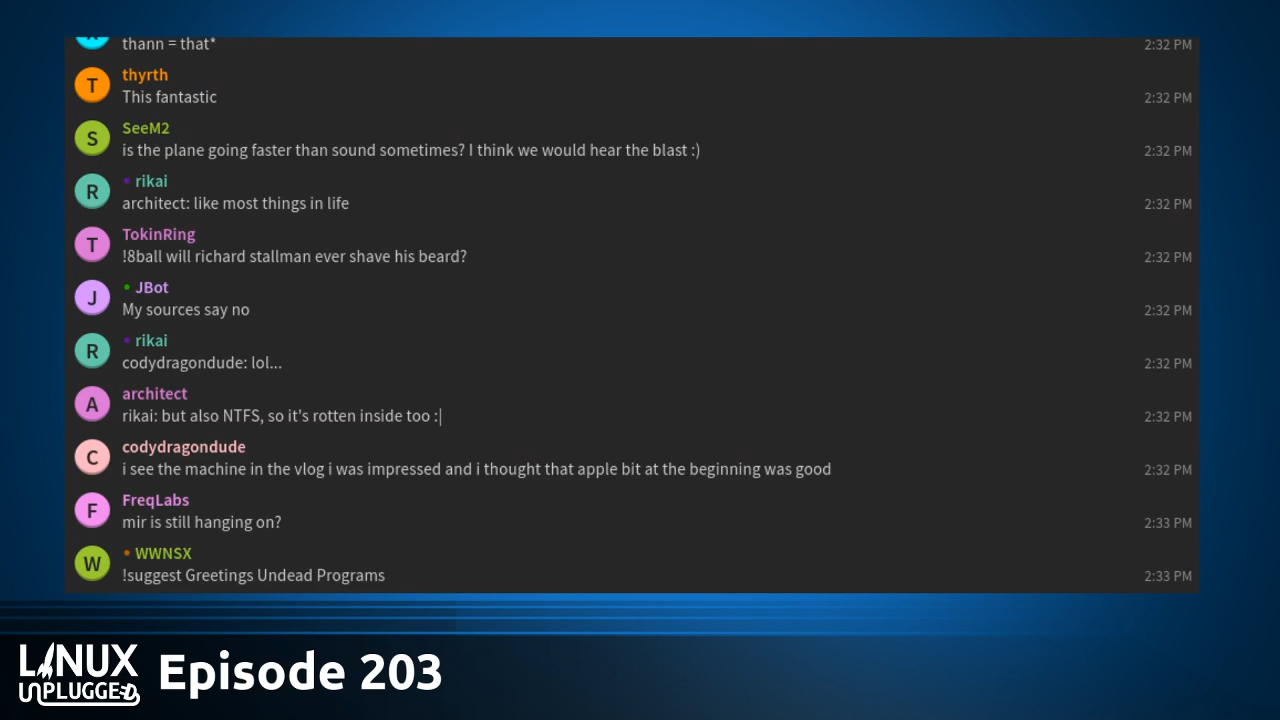 thann = that*
2:32 PM
T
thyrth
This fantastic
2:32 PM
S
SeeM2
is the plane going faster than sound sometimes? I think we would hear the blast :)
2:32 PM
R
rikai
architect: like most things in life
2:32 PM
T
TokinRing
!8ball will richard stallman ever shave his beard?
2:32 PM
J
JBot
My sources say no
2:32 PM
R
rikai
codydragondude: lol...
2:32 PM
A
architect
rikai: but also NTFS, so it's rotten inside too :|
2:32 PM
C
codydragondude
i see the machine in the vlog i was impressed and i thought that apple bit at the beginning was good
2:32 PM
F
FreqLabs
mir is still hanging on?
2:33 PM
W
WWNSX
!suggest Greetings Undead Programs
2:33 PM
LINUX
UNPLUGGED
Episode 203